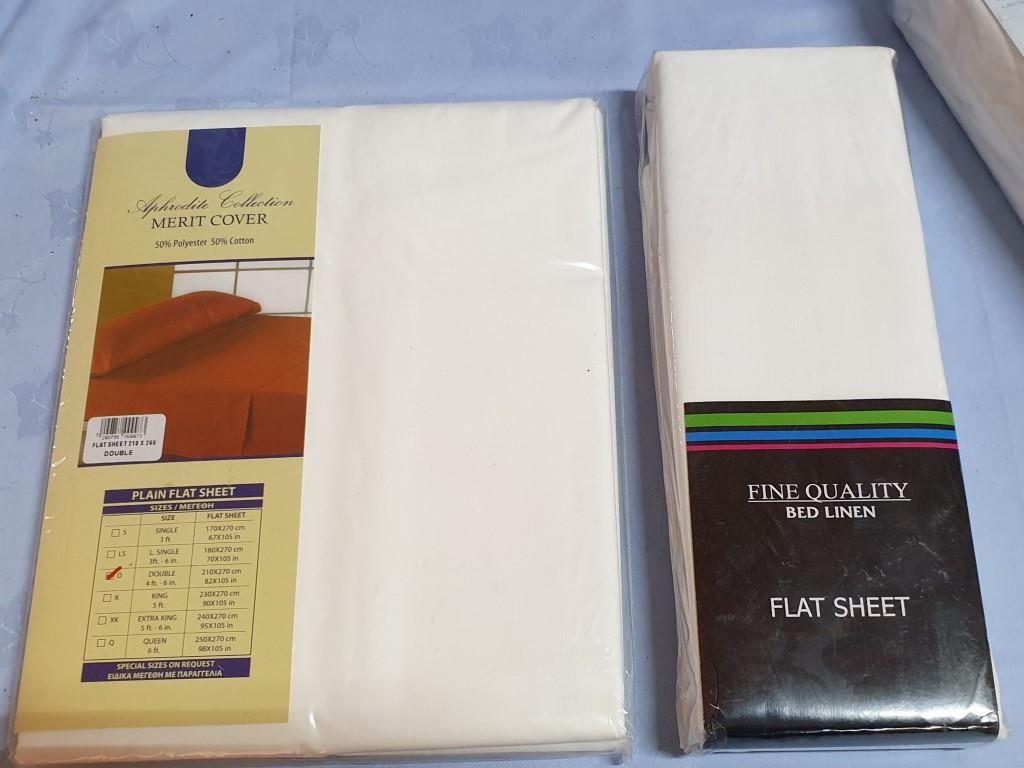 Aphrodite Collection
MERIT COVER
50% Polyester 50% Cotton
FLAT SHEET 210 X 260
DOUBLE
PLAIN FLAT SHEET
SIZES / ΜΕΓΕΘΗ
SIZE FLAT SHEET
S SINGLE 170X270 cm
3 ft. 67X105 in
LS L. SINGLE 180X270 cm
3ft. - 6 in. 70X105 in
D DOUBLE 210X270 cm
4 ft. - 6 in. 82X105 in
K KING 230X270 cm
5 ft. 90X105 in
XK EXTRA KING 240X270 cm
5 ft. - 6 in. 95X105 in
Q QUEEN 250X270 cm
6 ft. 98X105 in
SPECIAL SIZES ON REQUEST
ΕΙΔΙΚΑ ΜΕΓΕΘΗ ΜΕ ΠΑΡΑΓΓΕΛΙΑ
FINE QUALITY
BED LINEN
FLAT SHEET